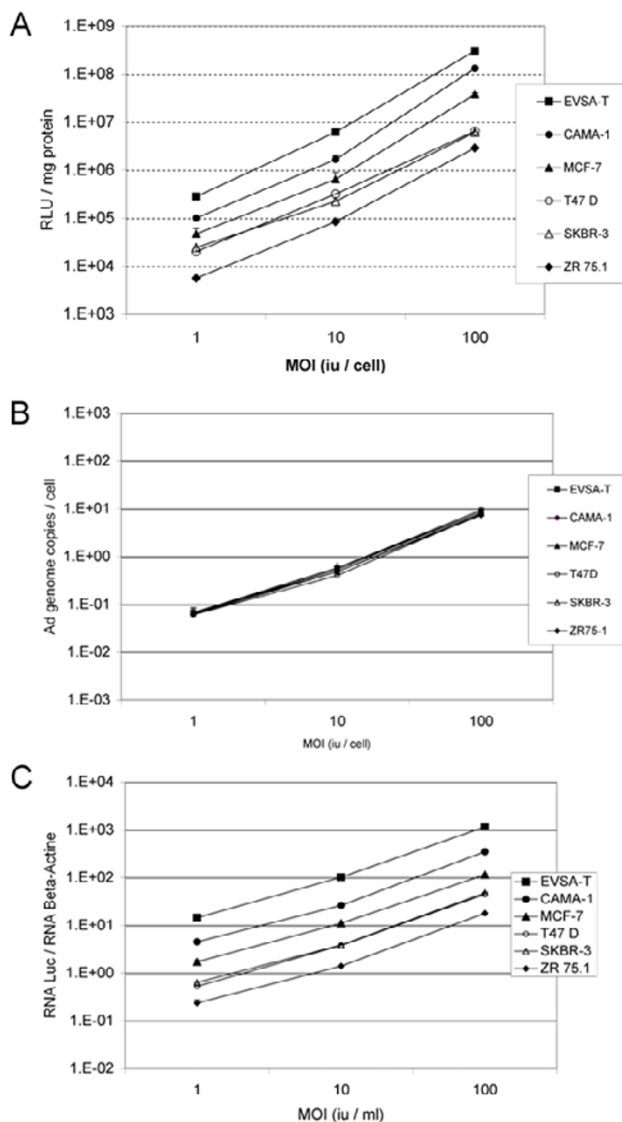 A
1.E+09
1.E+08
1.E+07
1.E+06
1.E+05
1.E+04
1.E+03
RLU / mg protein
1 10 100
MOI (iu / cell)
EVSA-T
CAMA-1
MCF-7
T47 D
SKBR-3
ZR 75.1
B
1.E+03
1.E+02
1.E+01
1.E+00
1.E-01
1.E-02
1.E-03
Ad genome copies / cell
1 10 100
MOI (iu / cell)
EVSA-T
CAMA-1
MCF-7
T47D
SKBR-3
ZR75-1
C
1.E+04
1.E+03
1.E+02
1.E+01
1.E+00
1.E-01
1.E-02
RNA Luc / RNA Beta-Actine
1 10 100
MOI (iu / ml)
EVSA-T
CAMA-1
MCF-7
T47 D
SKBR-3
ZR 75.1